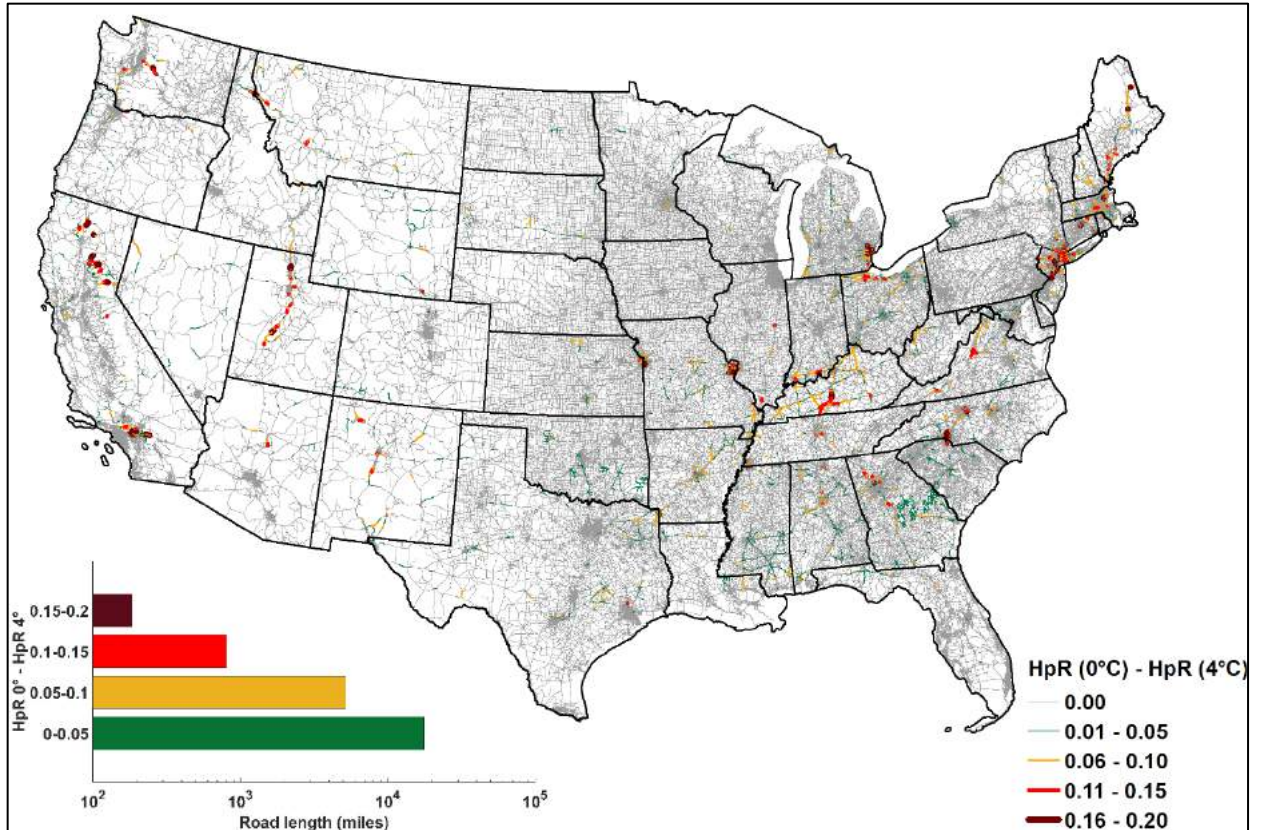 HpR 0° - HpR 4°
0.15-0.2
0.1-0.15
0.05-0.1
0-0.05
10² 10³ 10⁴ 10⁵
Road length (miles)
HpR (0°C) - HpR (4°C)
0.00
0.01 - 0.05
0.06 - 0.10
0.11 - 0.15
0.16 - 0.20